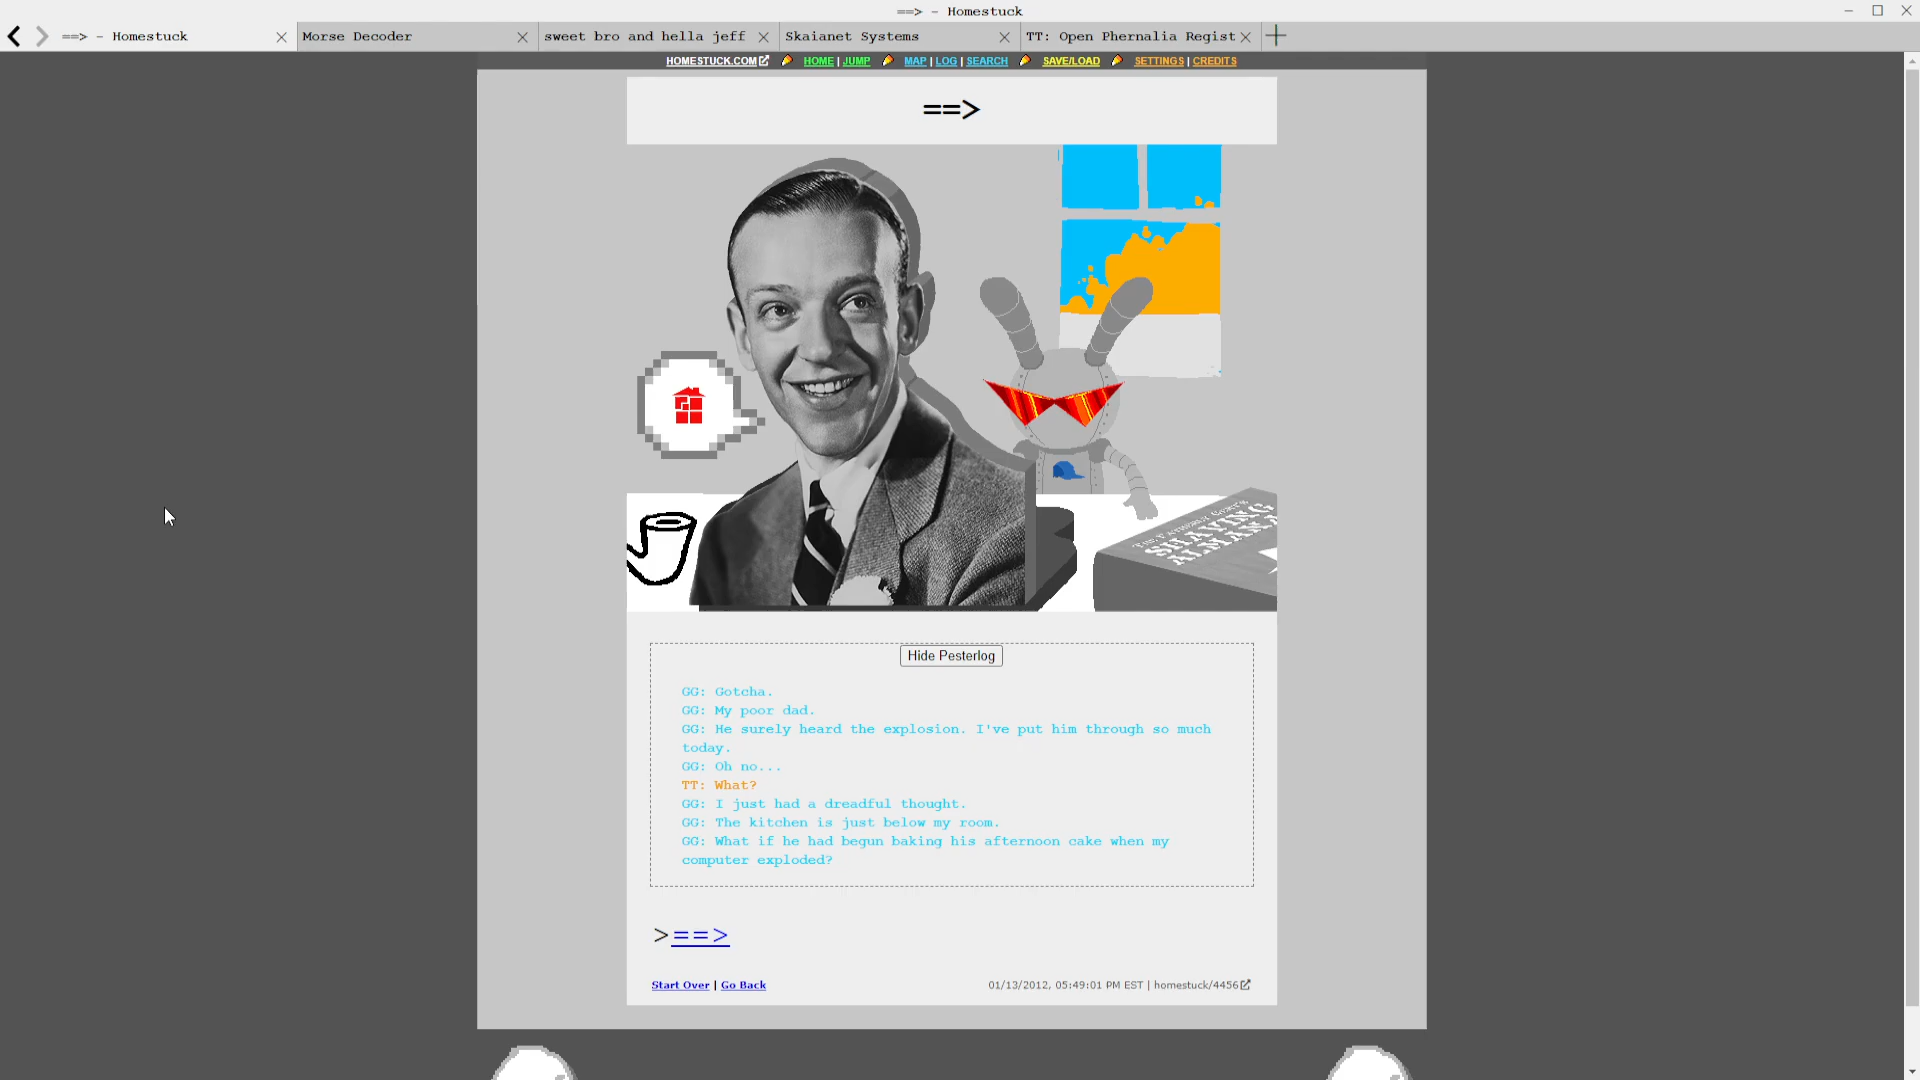 ==> - Homestuck
==> - Homestuck
Morse Decoder
sweet bro and hella jeff
Skaianet Systems
TT: Open Phernalia Regist
HOMESTUCK.COM HOME | JUMP MAP | LOG | SEARCH SAVE/LOAD SETTINGS | CREDITS
==>
SHAVING
Hide Pesterlog
GG: Gotcha.
GG: My poor dad.
GG: He surely heard the explosion. I've put him through so much
today.
GG: Oh no...
TT: What?
GG: I just had a dreadful thought.
GG: The kitchen is just below my room.
GG: What if he had begun baking his afternoon cake when my
computer exploded?
>==>
Start Over | Go Back
01/13/2012, 05:49:01 PM EST | homestuck/4456